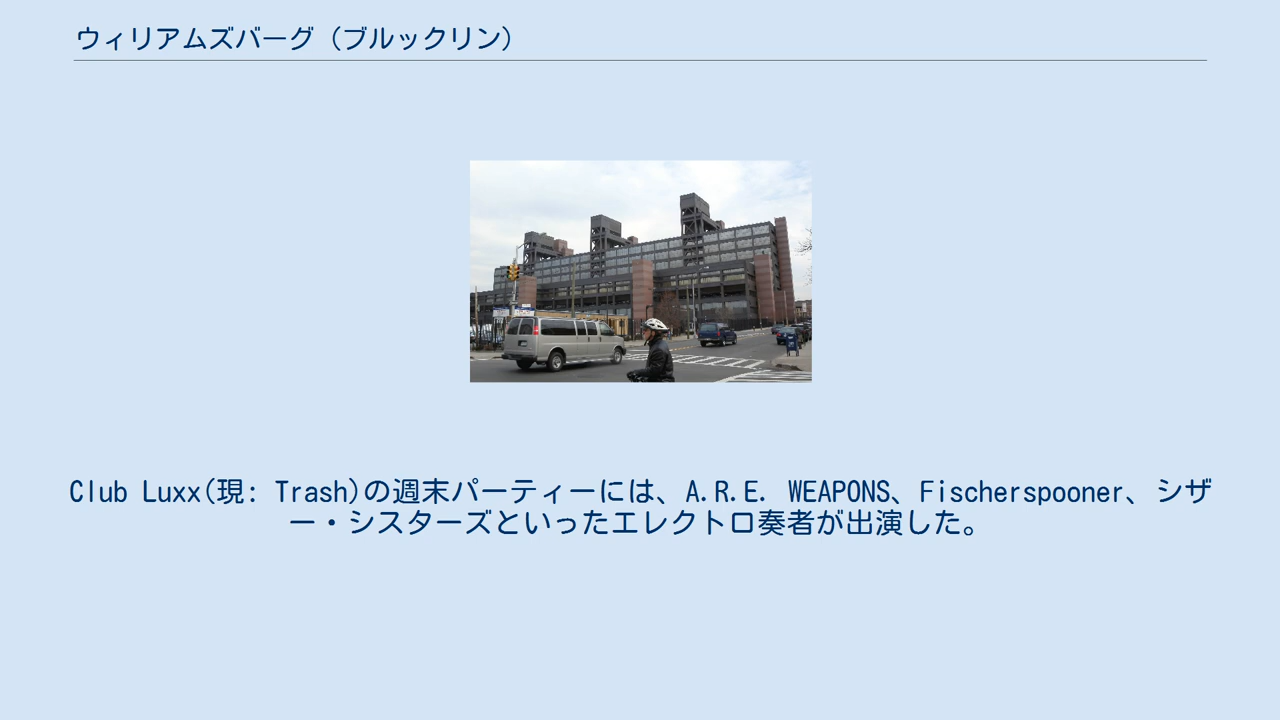 ウィリアムズバーグ（ブルックリン）
Club Luxx(現: Trash)の週末パーティーには、A.R.E. WEAPONS、Fischerspooner、シザ
ー・シスターズといったエレクトロ奏者が出演した。